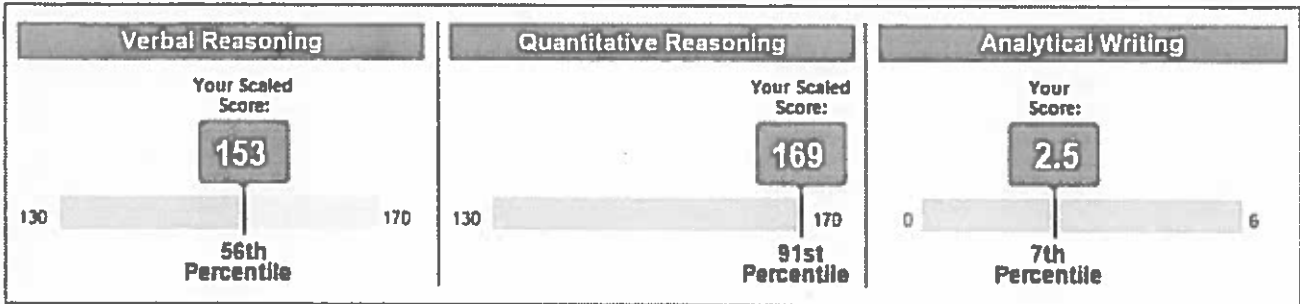 Verbal Reasoning
Your Scaled
Score:
153
130
170
56th
Percentile
Quantitative Reasoning
Your Scaled
Score:
169
130
170
91st
Percentile
Analytical Writing
Your
Score:
2.5
0
6
7th
Percentile